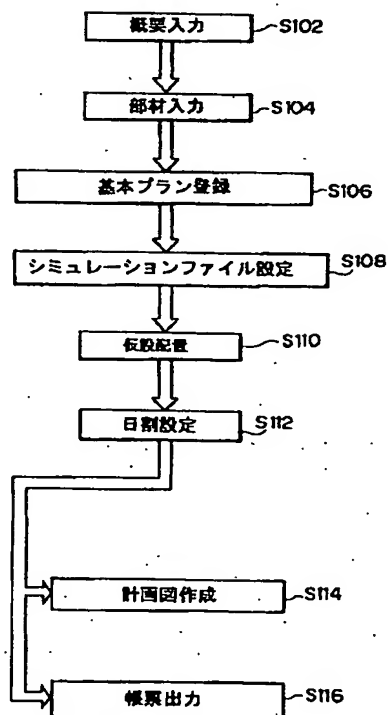 概要入力 S102
部材入力 S104
基本プラン登録 S106
シミュレーションファイル設定 S108
仮設配置 S110
日割設定 S112
計画図作成 S114
帳票出力 S116